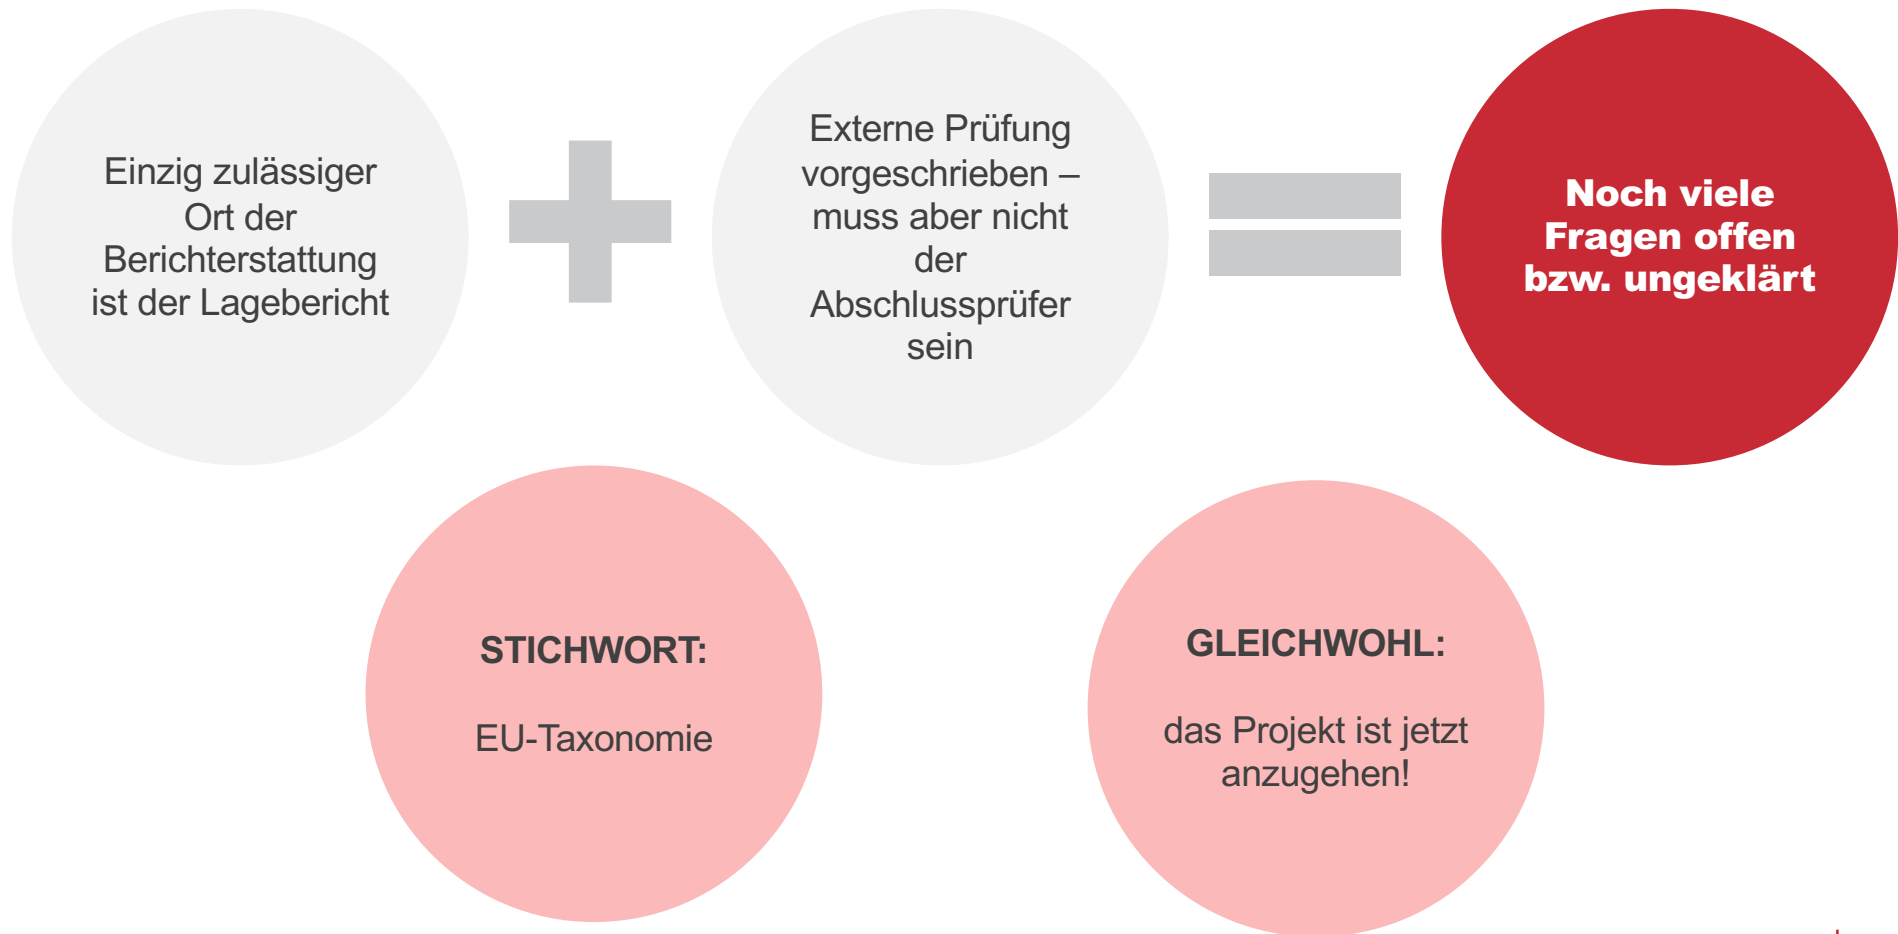 Einzig zulässiger
Ort der
Berichterstattung
ist der Lagebericht
Externe Prüfung
vorgeschrieben –
muss aber nicht
der
Abschlussprüfer
sein
Noch viele
Fragen offen
bzw. ungeklärt
STICHWORT:
EU-Taxonomie
GLEICHWOHL:
das Projekt ist jetzt
anzugehen!